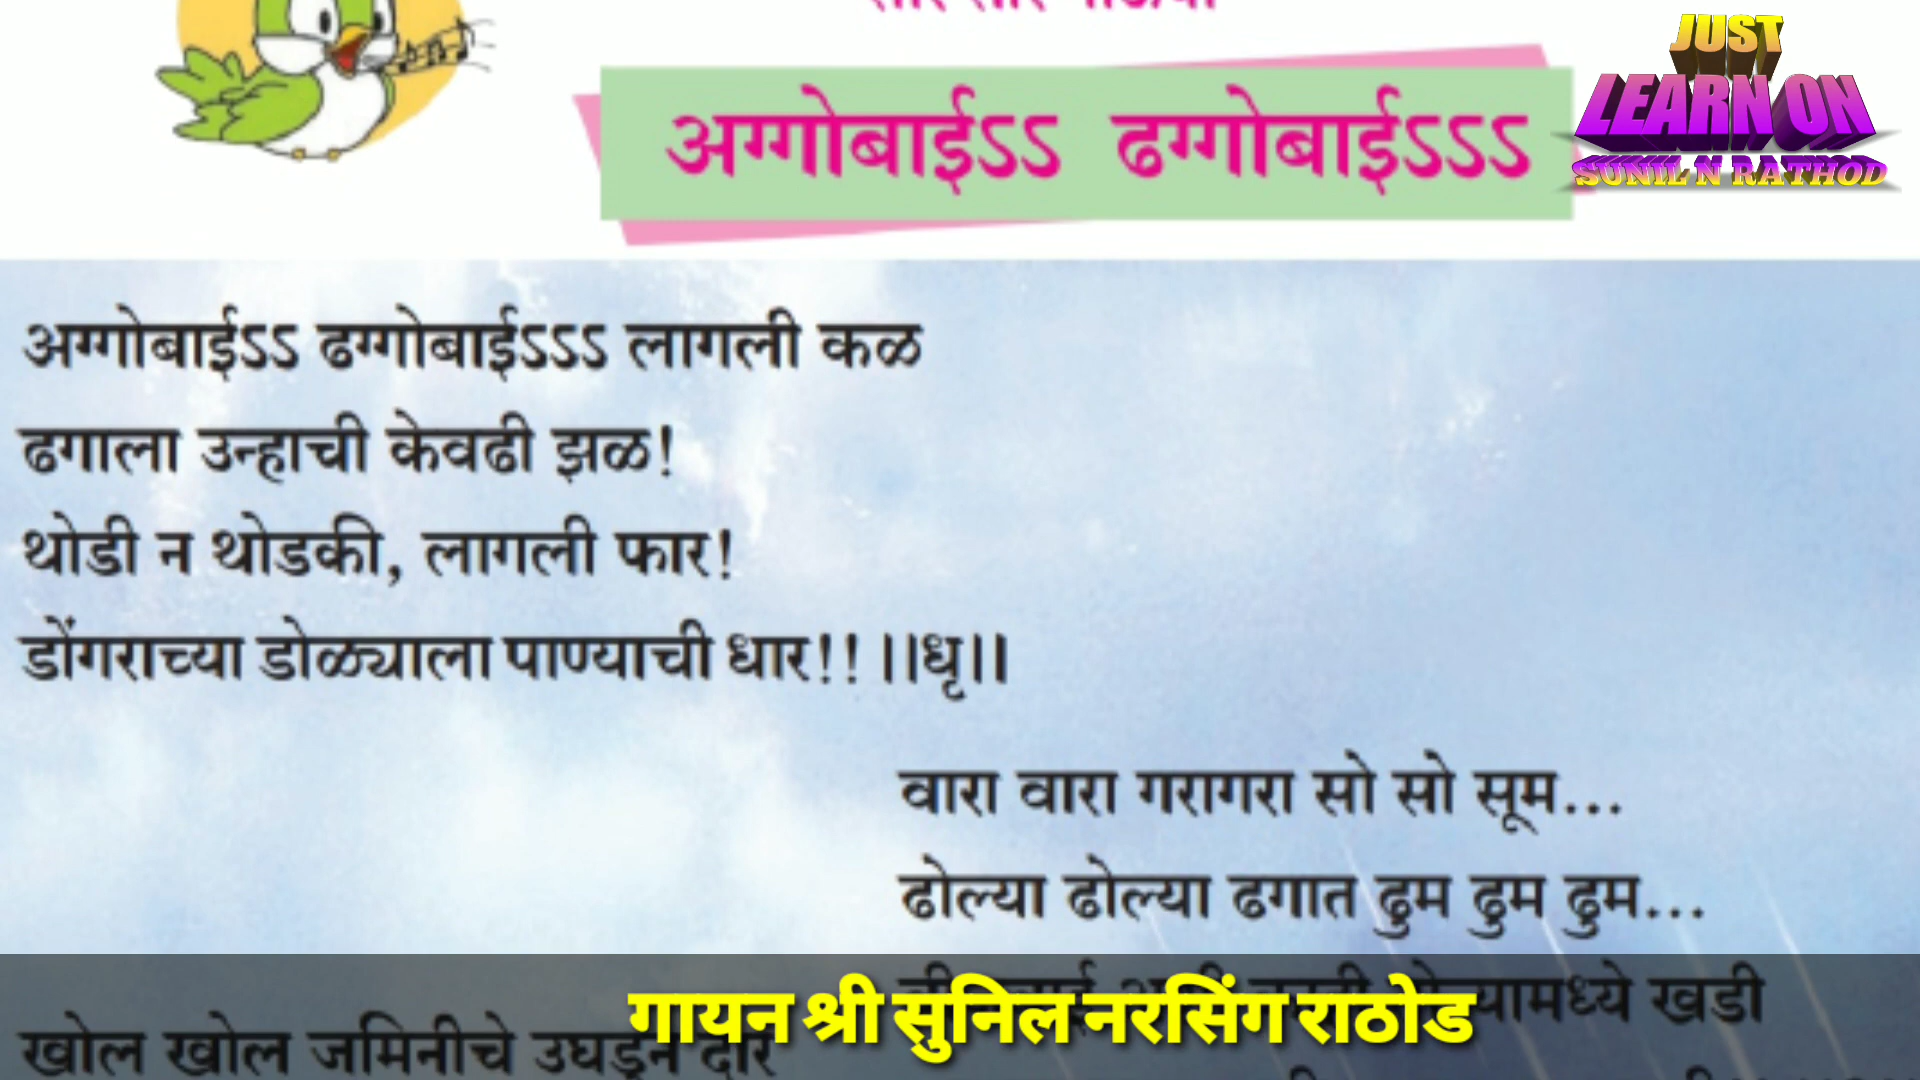 JUST
LEARN ON
SUNIL N RATHOD
अग्गोबाईऽऽ ढग्गोबाईऽऽऽ
अग्गोबाईऽऽ ढग्गोबाईऽऽऽ लागली कळ
ढगाला उन्हाची केवढी झळ!
थोडी न थोडकी, लागली फार!
डोंगराच्या डोळ्याला पाण्याची धार!! ।।धृ।।
वारा वारा गरागरा सो सो सूम...
ढोल्या ढोल्या ढगात ढुम ढुम ढुम...
खडी
गायन श्री सुनिल नरसिंग राठोड
खोल खोल जमिनीचे उघडून दार